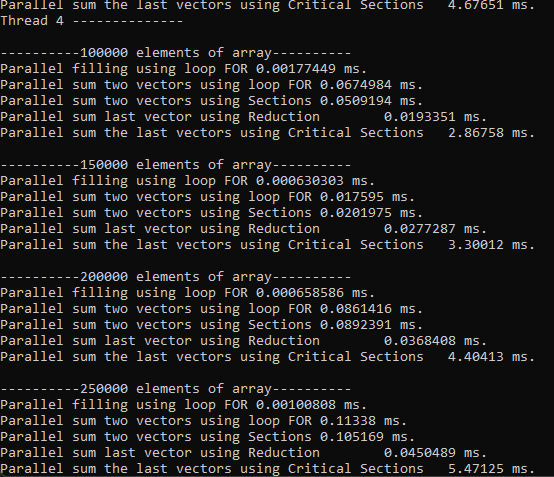 Parallel sum the last vectors using Critical Sections   4.67651 ms.
Thread 4 --------------

----------100000 elements of array----------
Parallel filling using loop FOR 0.00177449 ms.
Parallel sum two vectors using loop FOR 0.0674984 ms.
Parallel sum two vectors using Sections 0.0509194 ms.
Parallel sum last vector using Reduction        0.0193351 ms.
Parallel sum the last vectors using Critical Sections   2.86758 ms.

----------150000 elements of array----------
Parallel filling using loop FOR 0.000630303 ms.
Parallel sum two vectors using loop FOR 0.017595 ms.
Parallel sum two vectors using Sections 0.0201975 ms.
Parallel sum last vector using Reduction        0.0277287 ms.
Parallel sum the last vectors using Critical Sections   3.30012 ms.

----------200000 elements of array----------
Parallel filling using loop FOR 0.000658586 ms.
Parallel sum two vectors using loop FOR 0.0861416 ms.
Parallel sum two vectors using Sections 0.0892391 ms.
Parallel sum last vector using Reduction        0.0368408 ms.
Parallel sum the last vectors using Critical Sections   4.40413 ms.

----------250000 elements of array----------
Parallel filling using loop FOR 0.00100808 ms.
Parallel sum two vectors using loop FOR 0.11338 ms.
Parallel sum two vectors using Sections 0.105169 ms.
Parallel sum last vector using Reduction        0.0450489 ms.
Parallel sum the last vectors using Critical Sections   5.47125 ms.